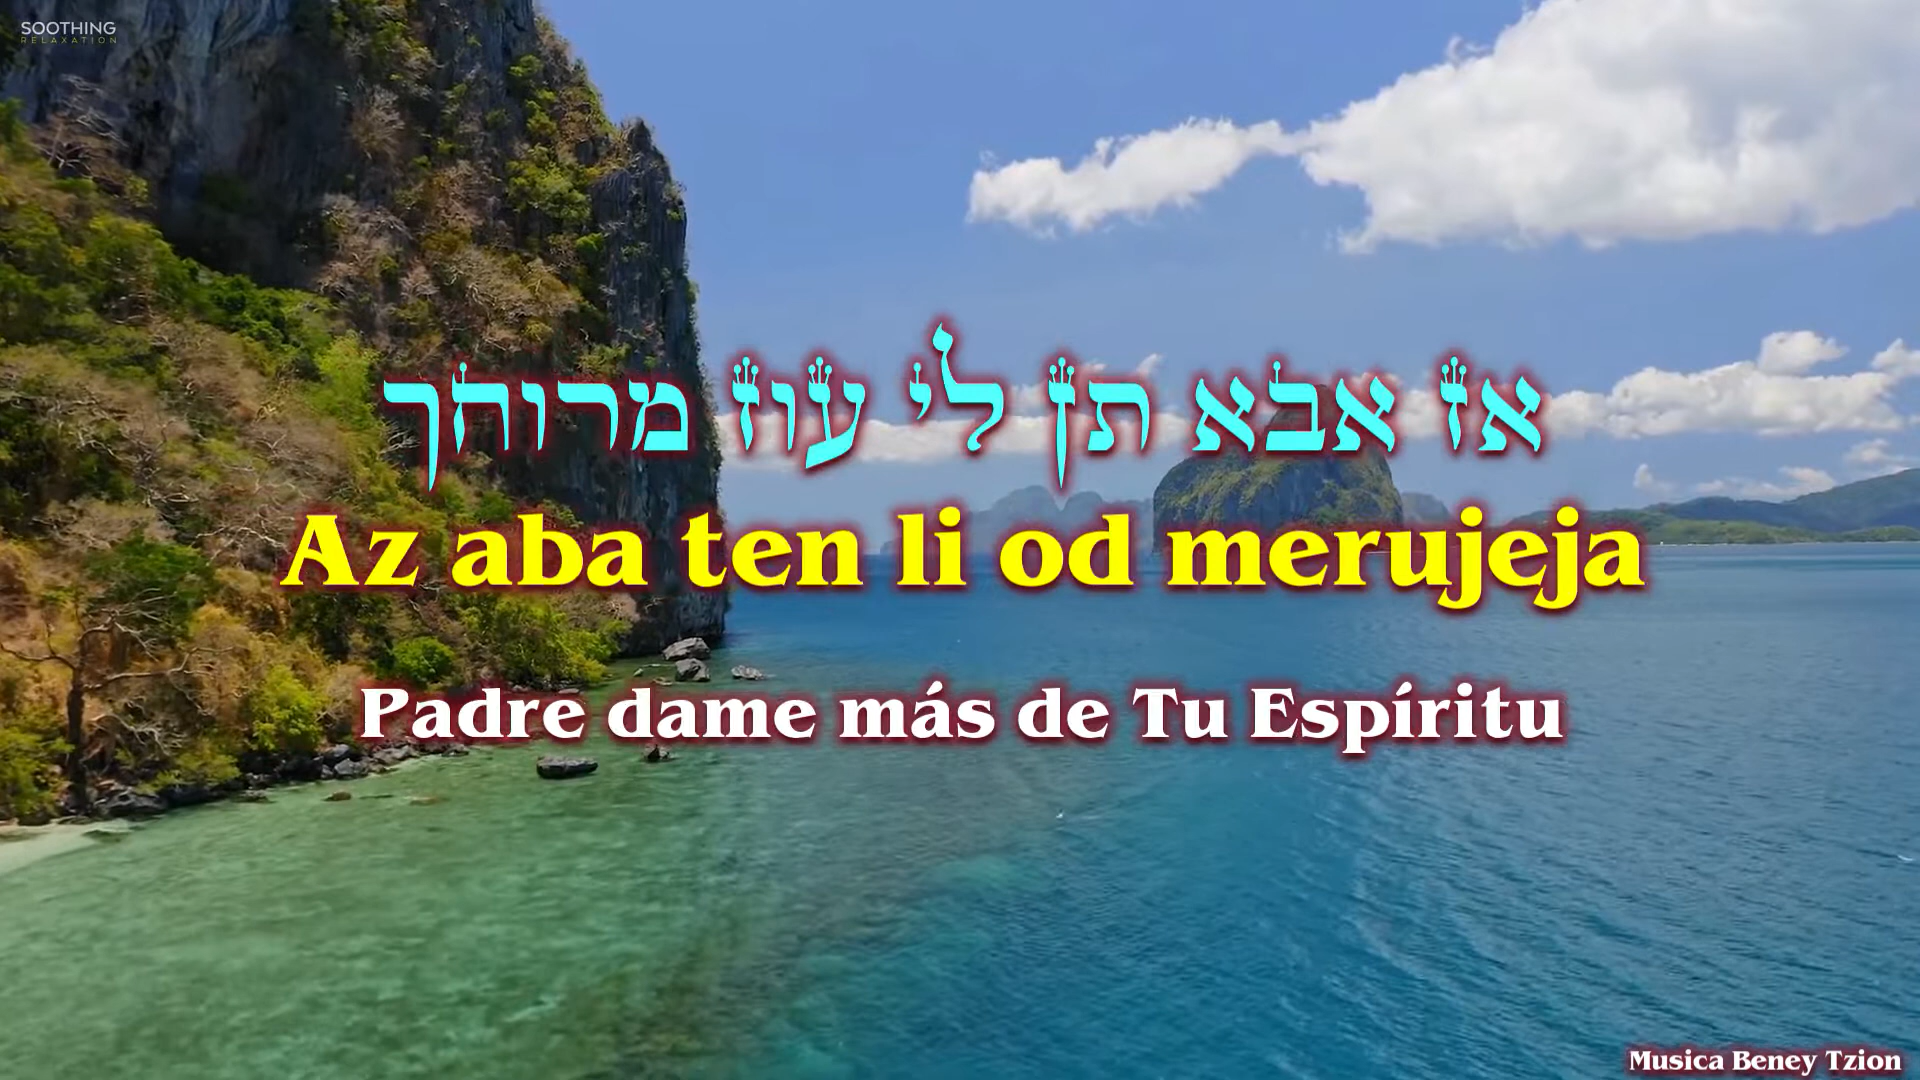 SOOTHING
RELAXATION
אז אבא תן לי עוז מרוחך
Az aba ten li od merujeja
Padre dame más de Tu Espíritu
Musica Beney Tzion